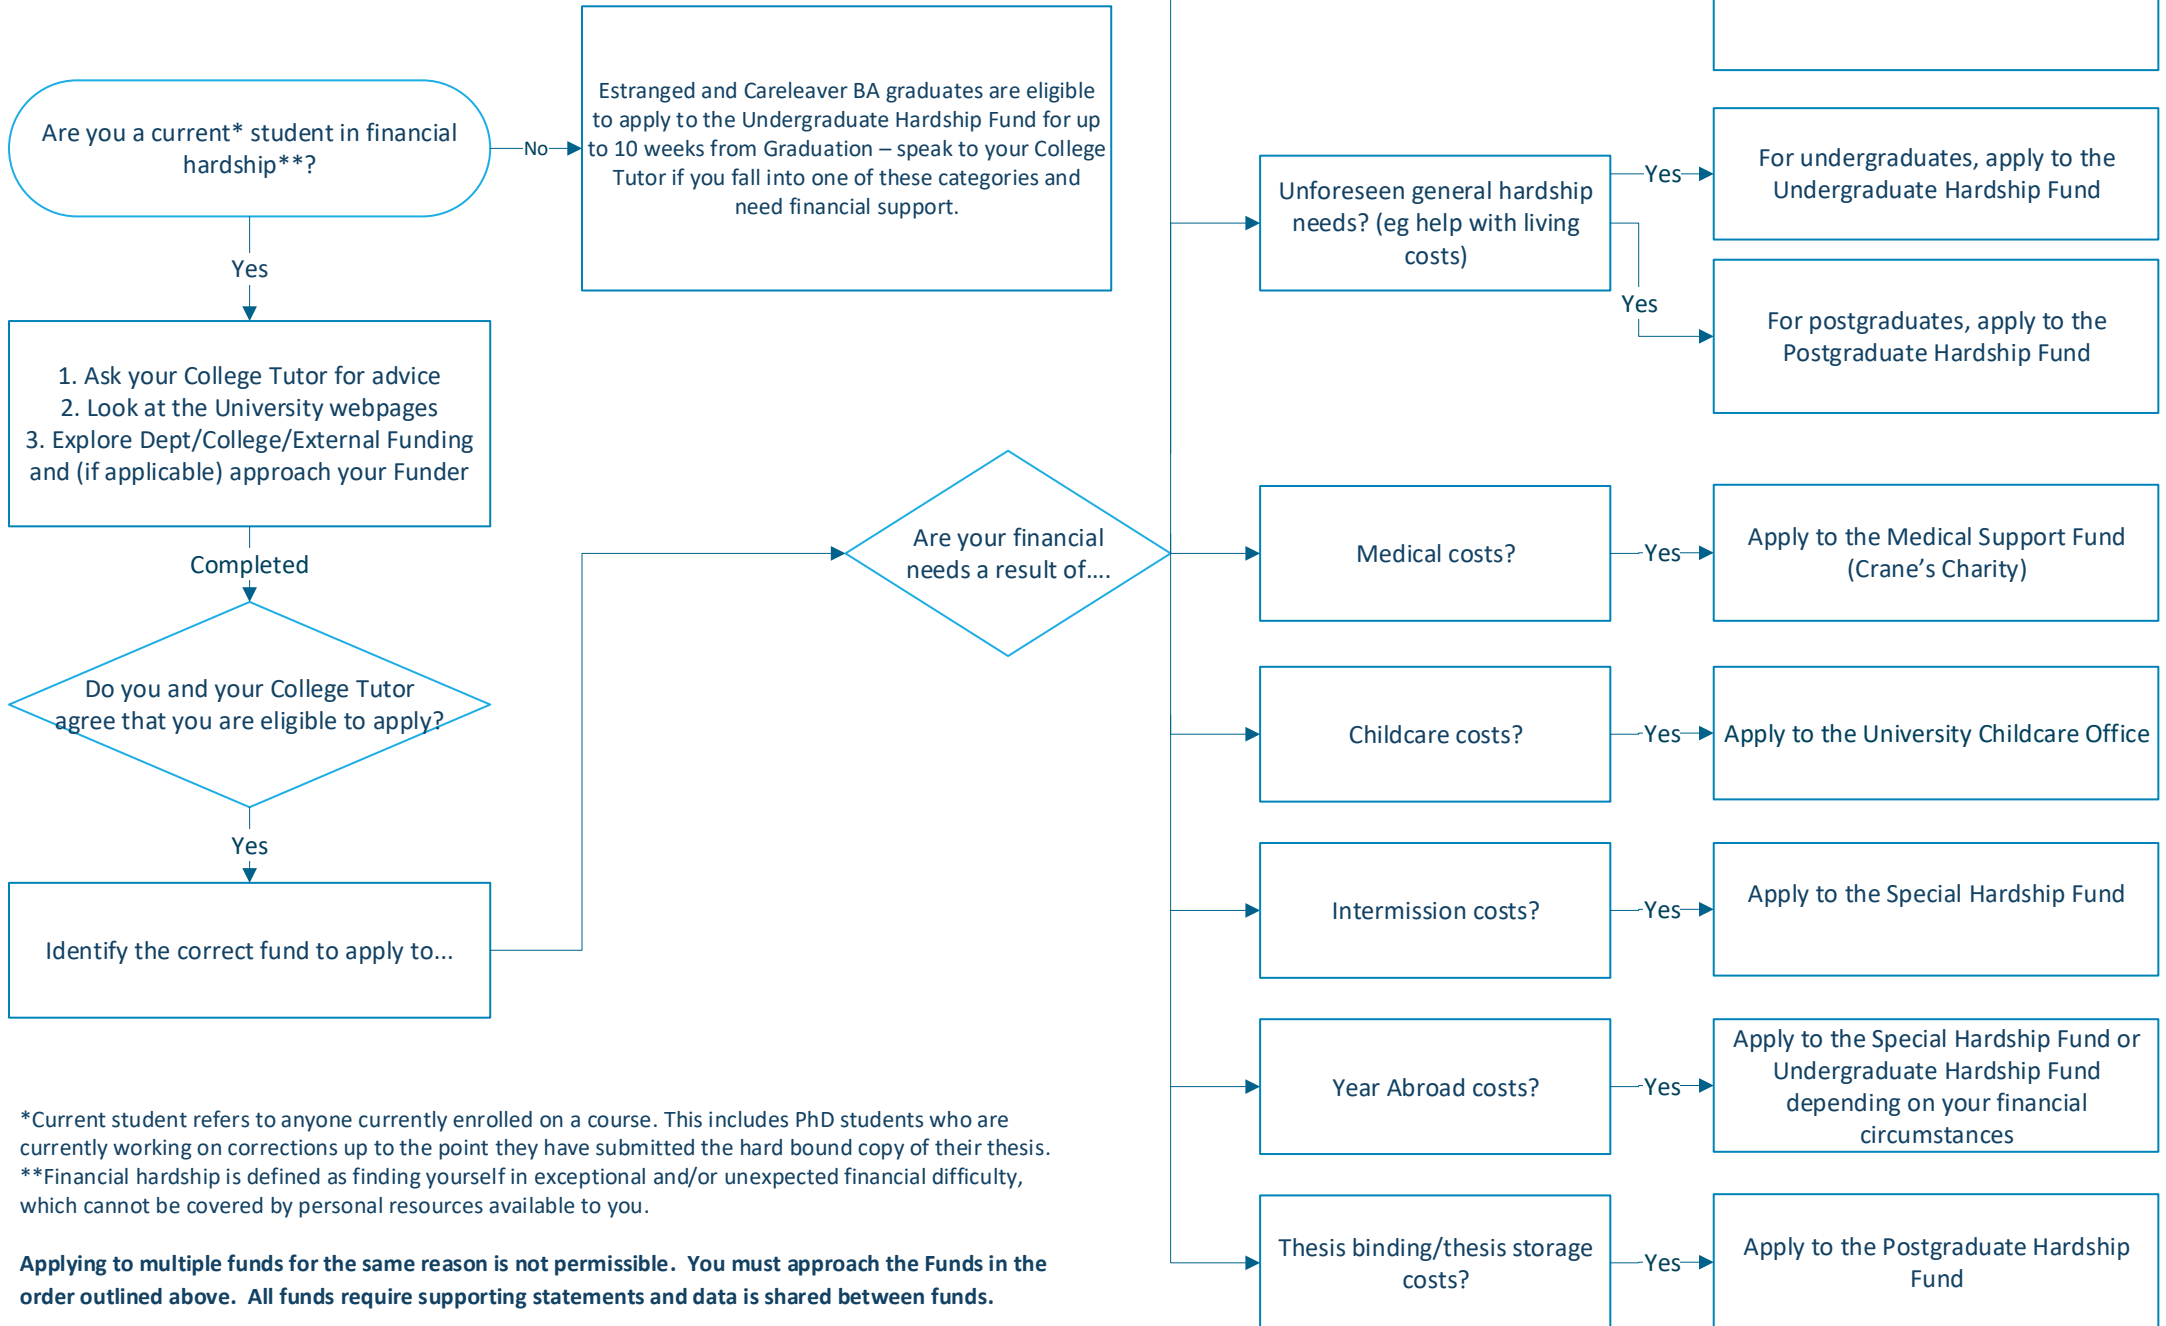 Are you a current* student in financial
hardship**?
No
Estranged and Careleaver BA graduates are eligible
to apply to the Undergraduate Hardship Fund for up
to 10 weeks from Graduation – speak to your College
Tutor if you fall into one of these categories and
need financial support.
Yes
1. Ask your College Tutor for advice
2. Look at the University webpages
3. Explore Dept/College/External Funding
and (if applicable) approach your Funder
Completed
Do you and your College Tutor
agree that you are eligible to apply?
Yes
Identify the correct fund to apply to...
Are your financial
needs a result of....
Unforeseen general hardship
needs? (eg help with living
costs)
Yes
For undergraduates, apply to the
Undergraduate Hardship Fund
Yes
For postgraduates, apply to the
Postgraduate Hardship Fund
Medical costs?
Yes
Apply to the Medical Support Fund
(Crane’s Charity)
Childcare costs?
Yes
Apply to the University Childcare Office
Intermission costs?
Yes
Apply to the Special Hardship Fund
Year Abroad costs?
Yes
Apply to the Special Hardship Fund or
Undergraduate Hardship Fund
depending on your financial
circumstances
Thesis binding/thesis storage
costs?
Yes
Apply to the Postgraduate Hardship
Fund
*Current student refers to anyone currently enrolled on a course. This includes PhD students who are
currently working on corrections up to the point they have submitted the hard bound copy of their thesis.
**Financial hardship is defined as finding yourself in exceptional and/or unexpected financial difficulty,
which cannot be covered by personal resources available to you.
Applying to multiple funds for the same reason is not permissible. You must approach the Funds in the
order outlined above. All funds require supporting statements and data is shared between funds.